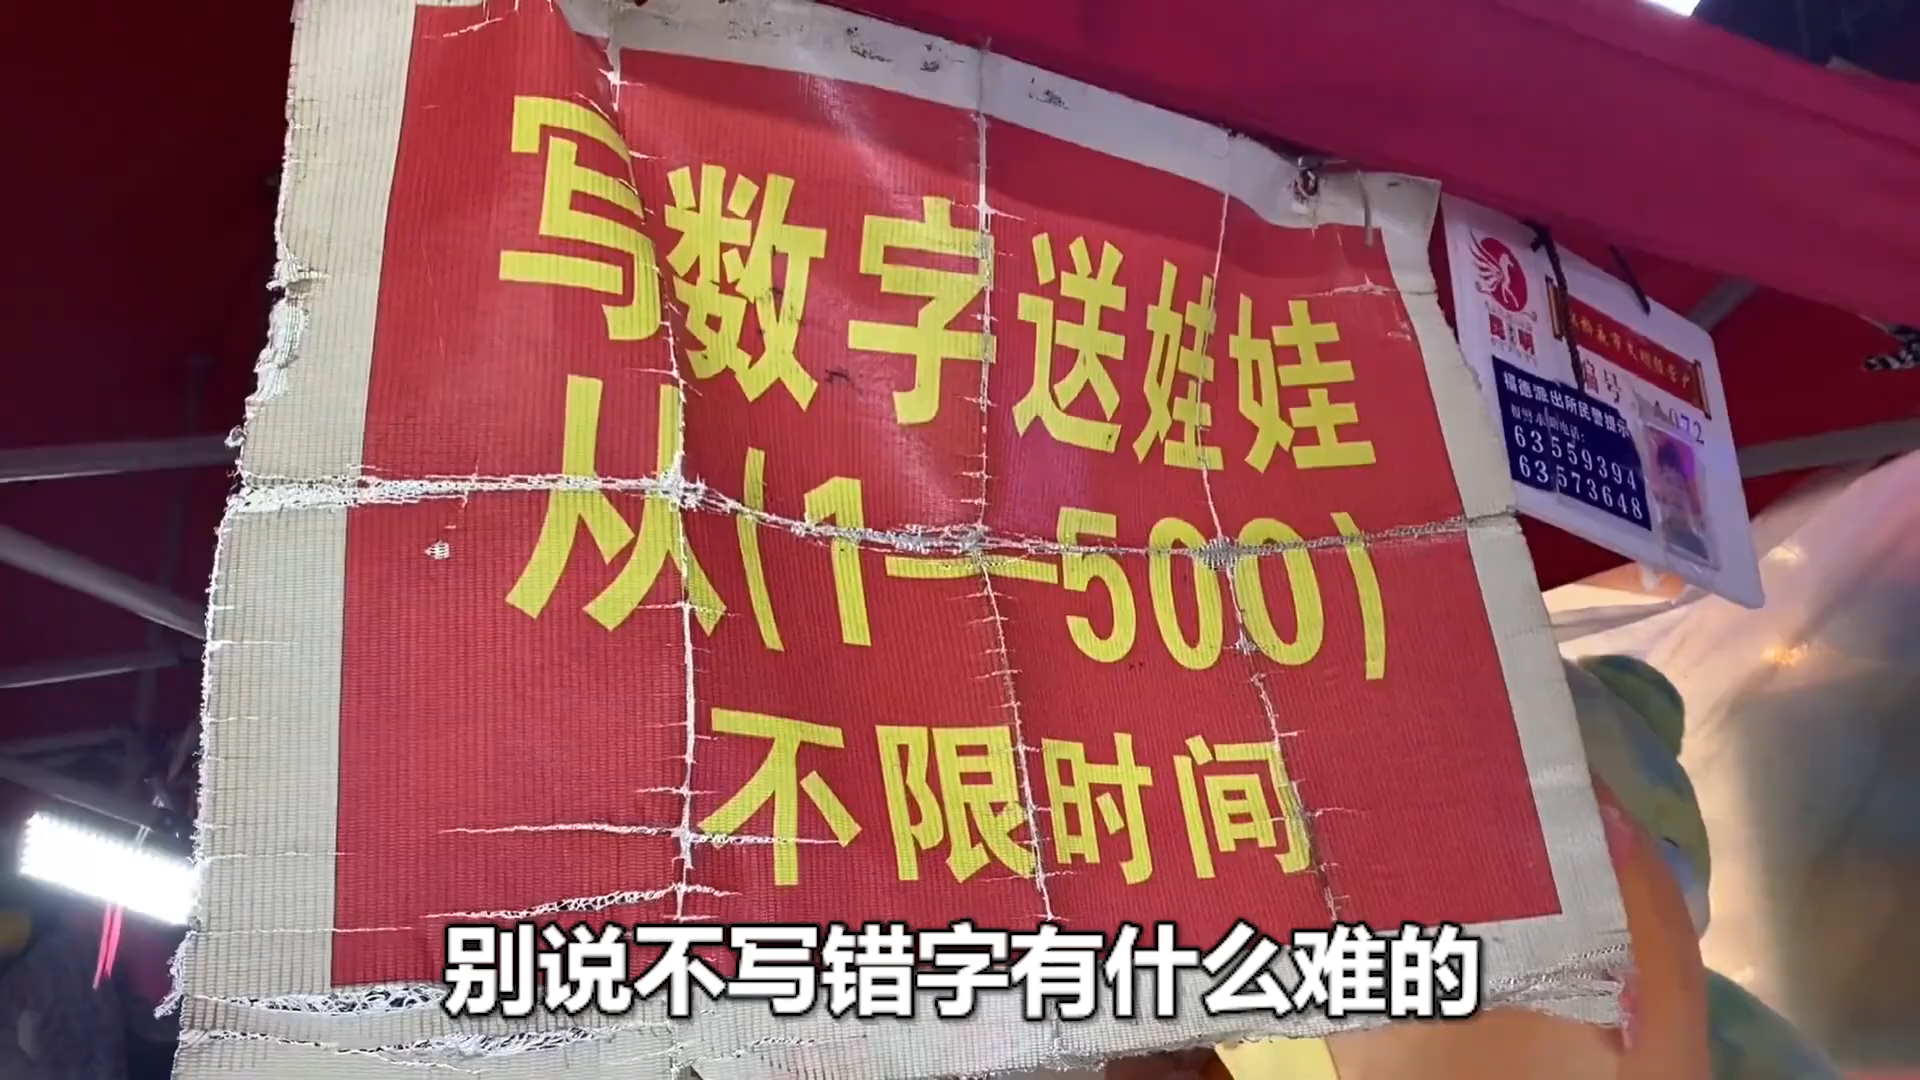 写数字送娃娃
从(1—500)
不限时间
编号
072
福德派出所民警提示
63559394
63573648
别说不写错字有什么难的